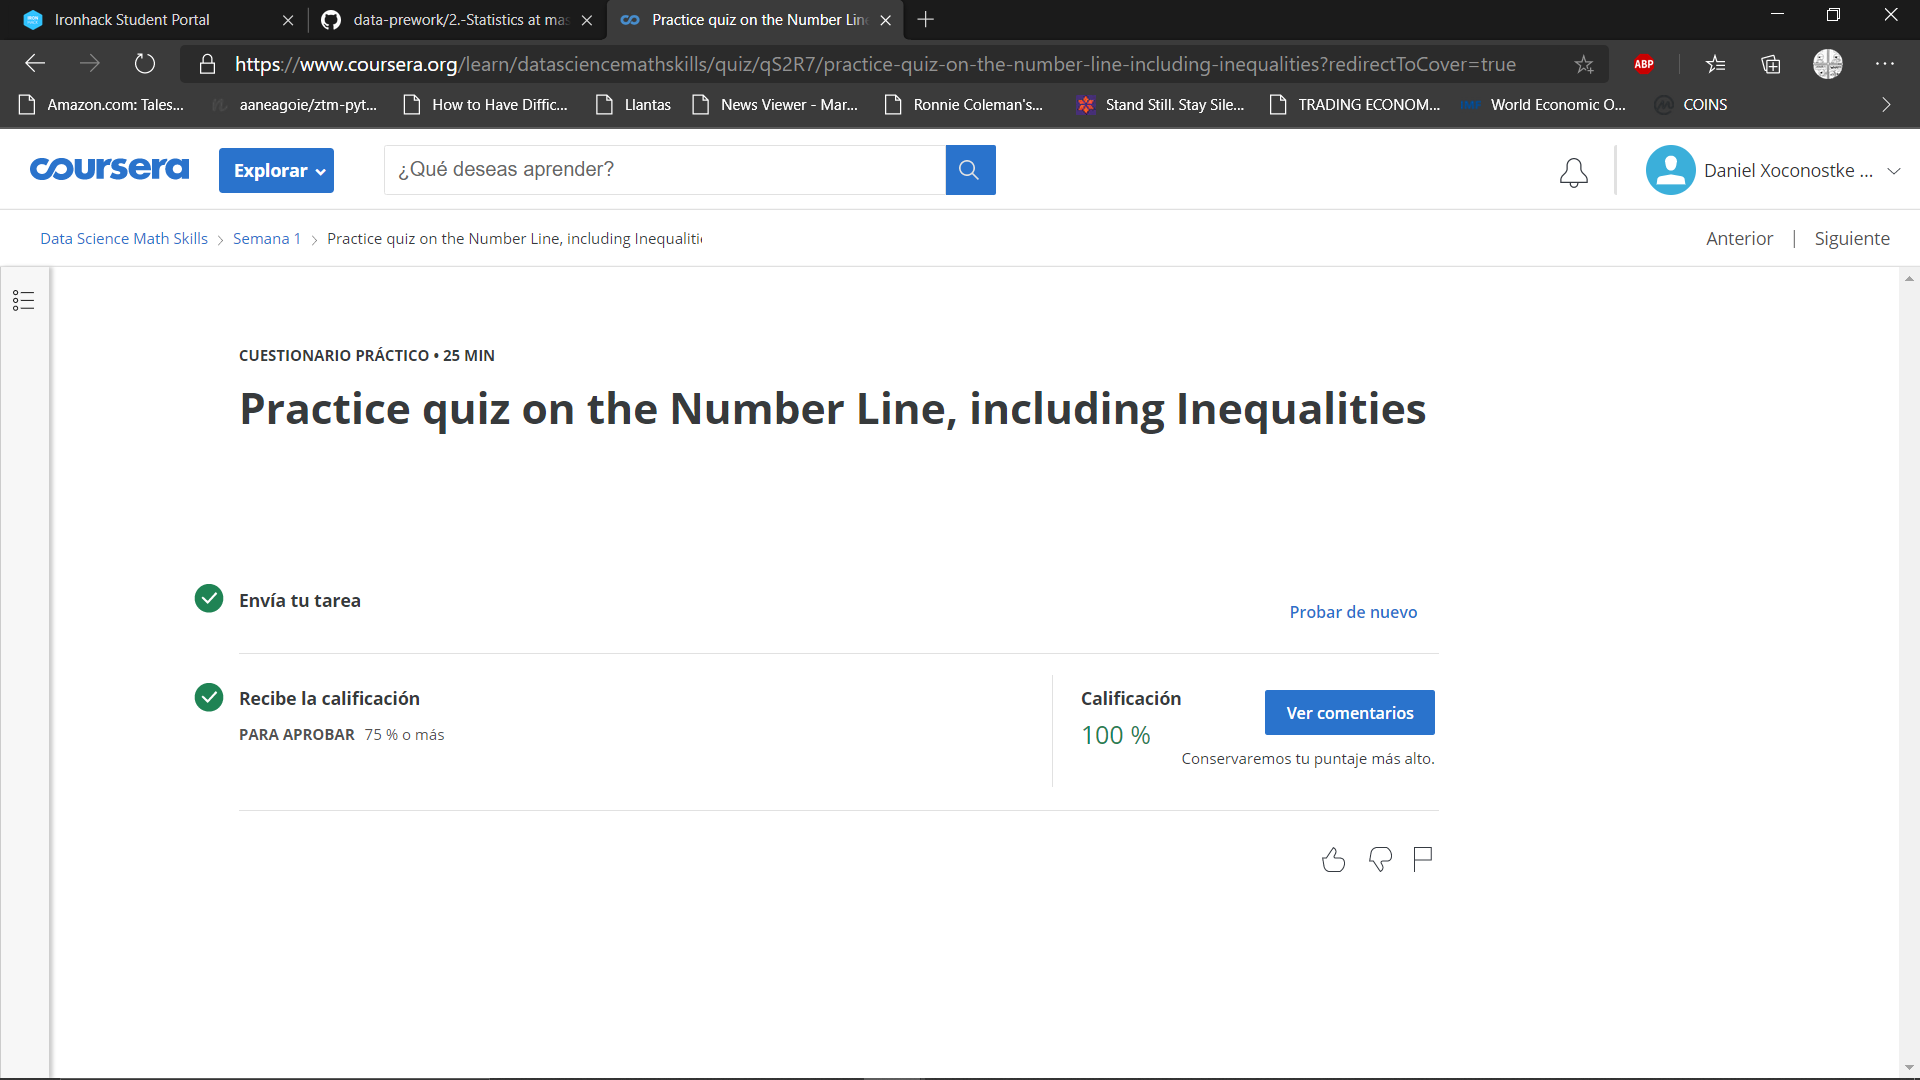 Ironhack Student Portal
data-prework/2.-Statistics at mas
Practice quiz on the Number Line
https://www.coursera.org/learn/datasciencemathskills/quiz/qS2R7/practice-quiz-on-the-number-line-including-inequalities?redirectToCover=true
ABP
Amazon.com: Tales...
aaneagoie/ztm-pyt...
How to Have Diffic...
Llantas
News Viewer - Mar...
Ronnie Coleman's...
Stand Still. Stay Sile...
TRADING ECONOM...
World Economic O...
COINS
coursera
Explorar
¿Qué deseas aprender?
Daniel Xoconostke ...
Data Science Math Skills
Semana 1
Practice quiz on the Number Line, including Inequaliti
Anterior | Siguiente
CUESTIONARIO PRÁCTICO • 25 MIN
Practice quiz on the Number Line, including Inequalities
Envía tu tarea
Probar de nuevo
Recibe la calificación
PARA APROBAR 75 % o más
Calificación
100 %
Ver comentarios
Conservaremos tu puntaje más alto.